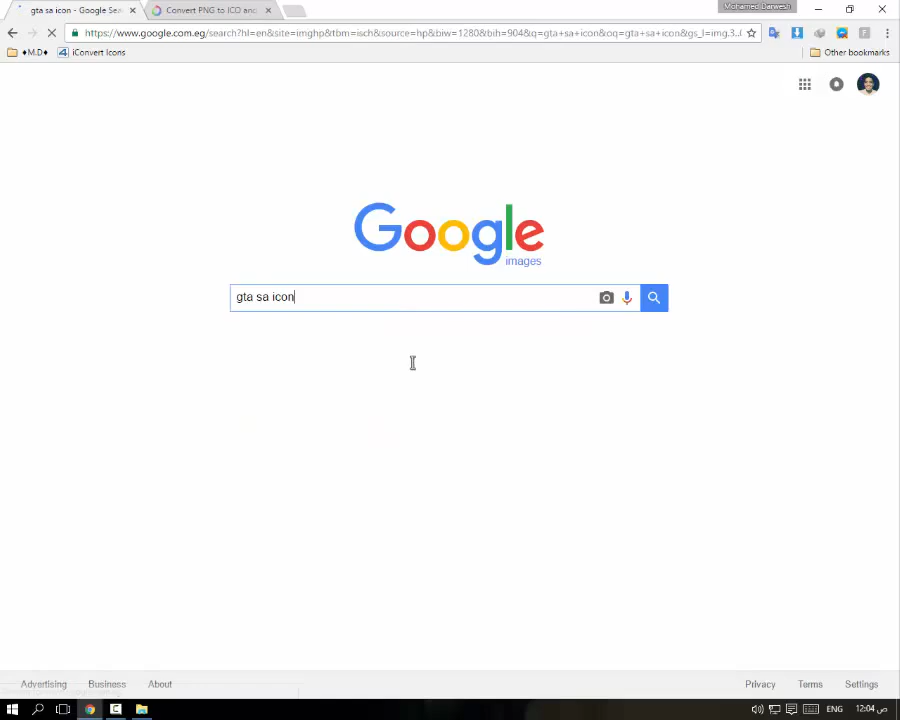 gta sa icon - Google Sea
Convert PNG to ICO and
Mohamed Darwesh
https://www.google.com.eg/search?hl=en&site=imghp&tbm=isch&source=hp&biw=1280&bih=904&q=gta+sa+icon&oq=gta+sa+icon&gs_l=img.3..
♦M.D♦
iConvert Icons
Other bookmarks
Google
images
gta sa icon
Advertising
Business
About
Privacy
Terms
Settings
ENG
12:04 ص